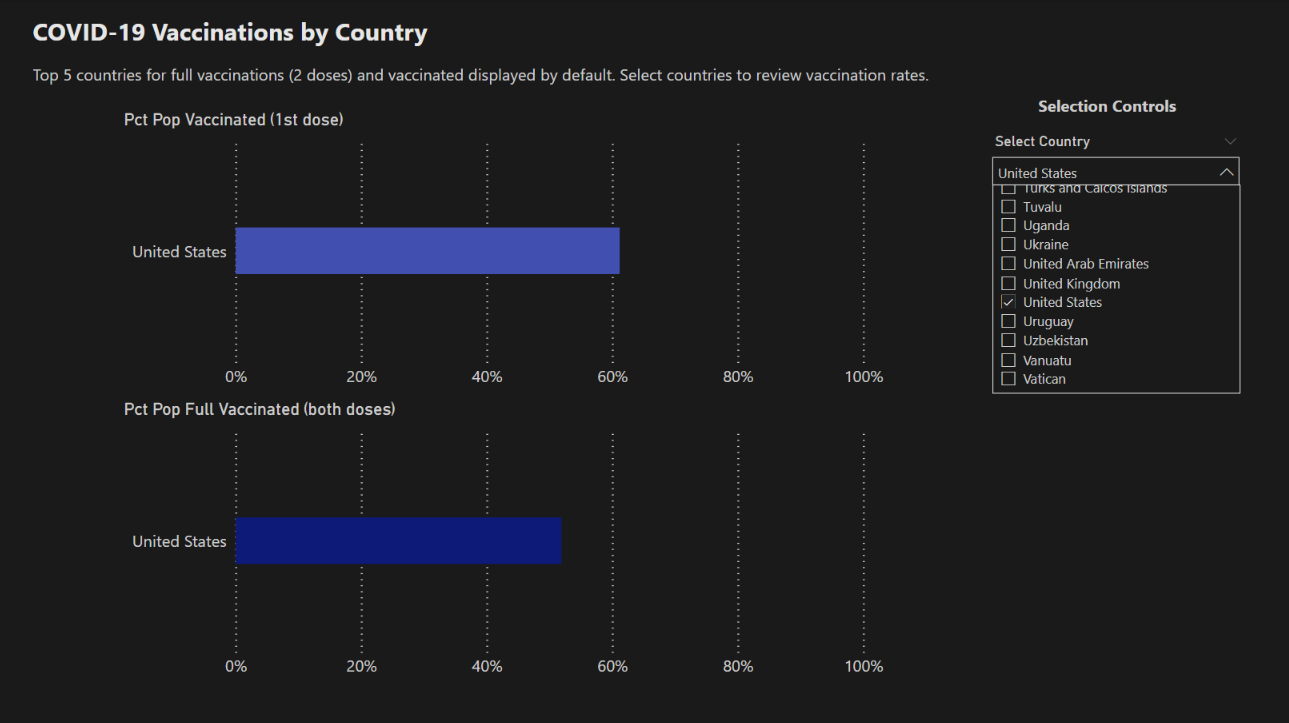 COVID-19 Vaccinations by Country
Top 5 countries for full vaccinations (2 doses) and vaccinated displayed by default. Select countries to review vaccination rates.
Pct Pop Vaccinated (1st dose)
United States
0% 20% 40% 60% 80% 100%
Pct Pop Full Vaccinated (both doses)
United States
0% 20% 40% 60% 80% 100%
Selection Controls
Select Country
United States
Turks and Caicos Islands
Tuvalu
Uganda
Ukraine
United Arab Emirates
United Kingdom
United States
Uruguay
Uzbekistan
Vanuatu
Vatican